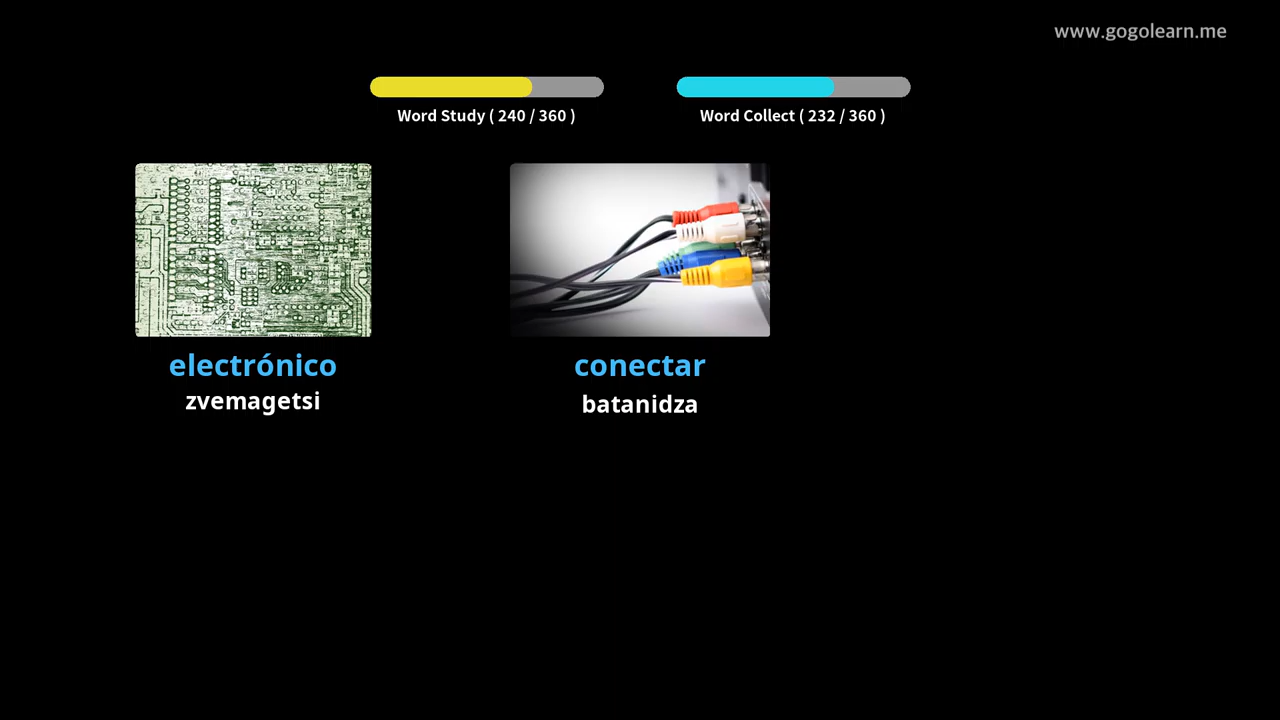 www.gogolearn.me
Word Study ( 240 / 360 )
Word Collect ( 232 / 360 )
electrónico
zvemagetsi
conectar
batanidza